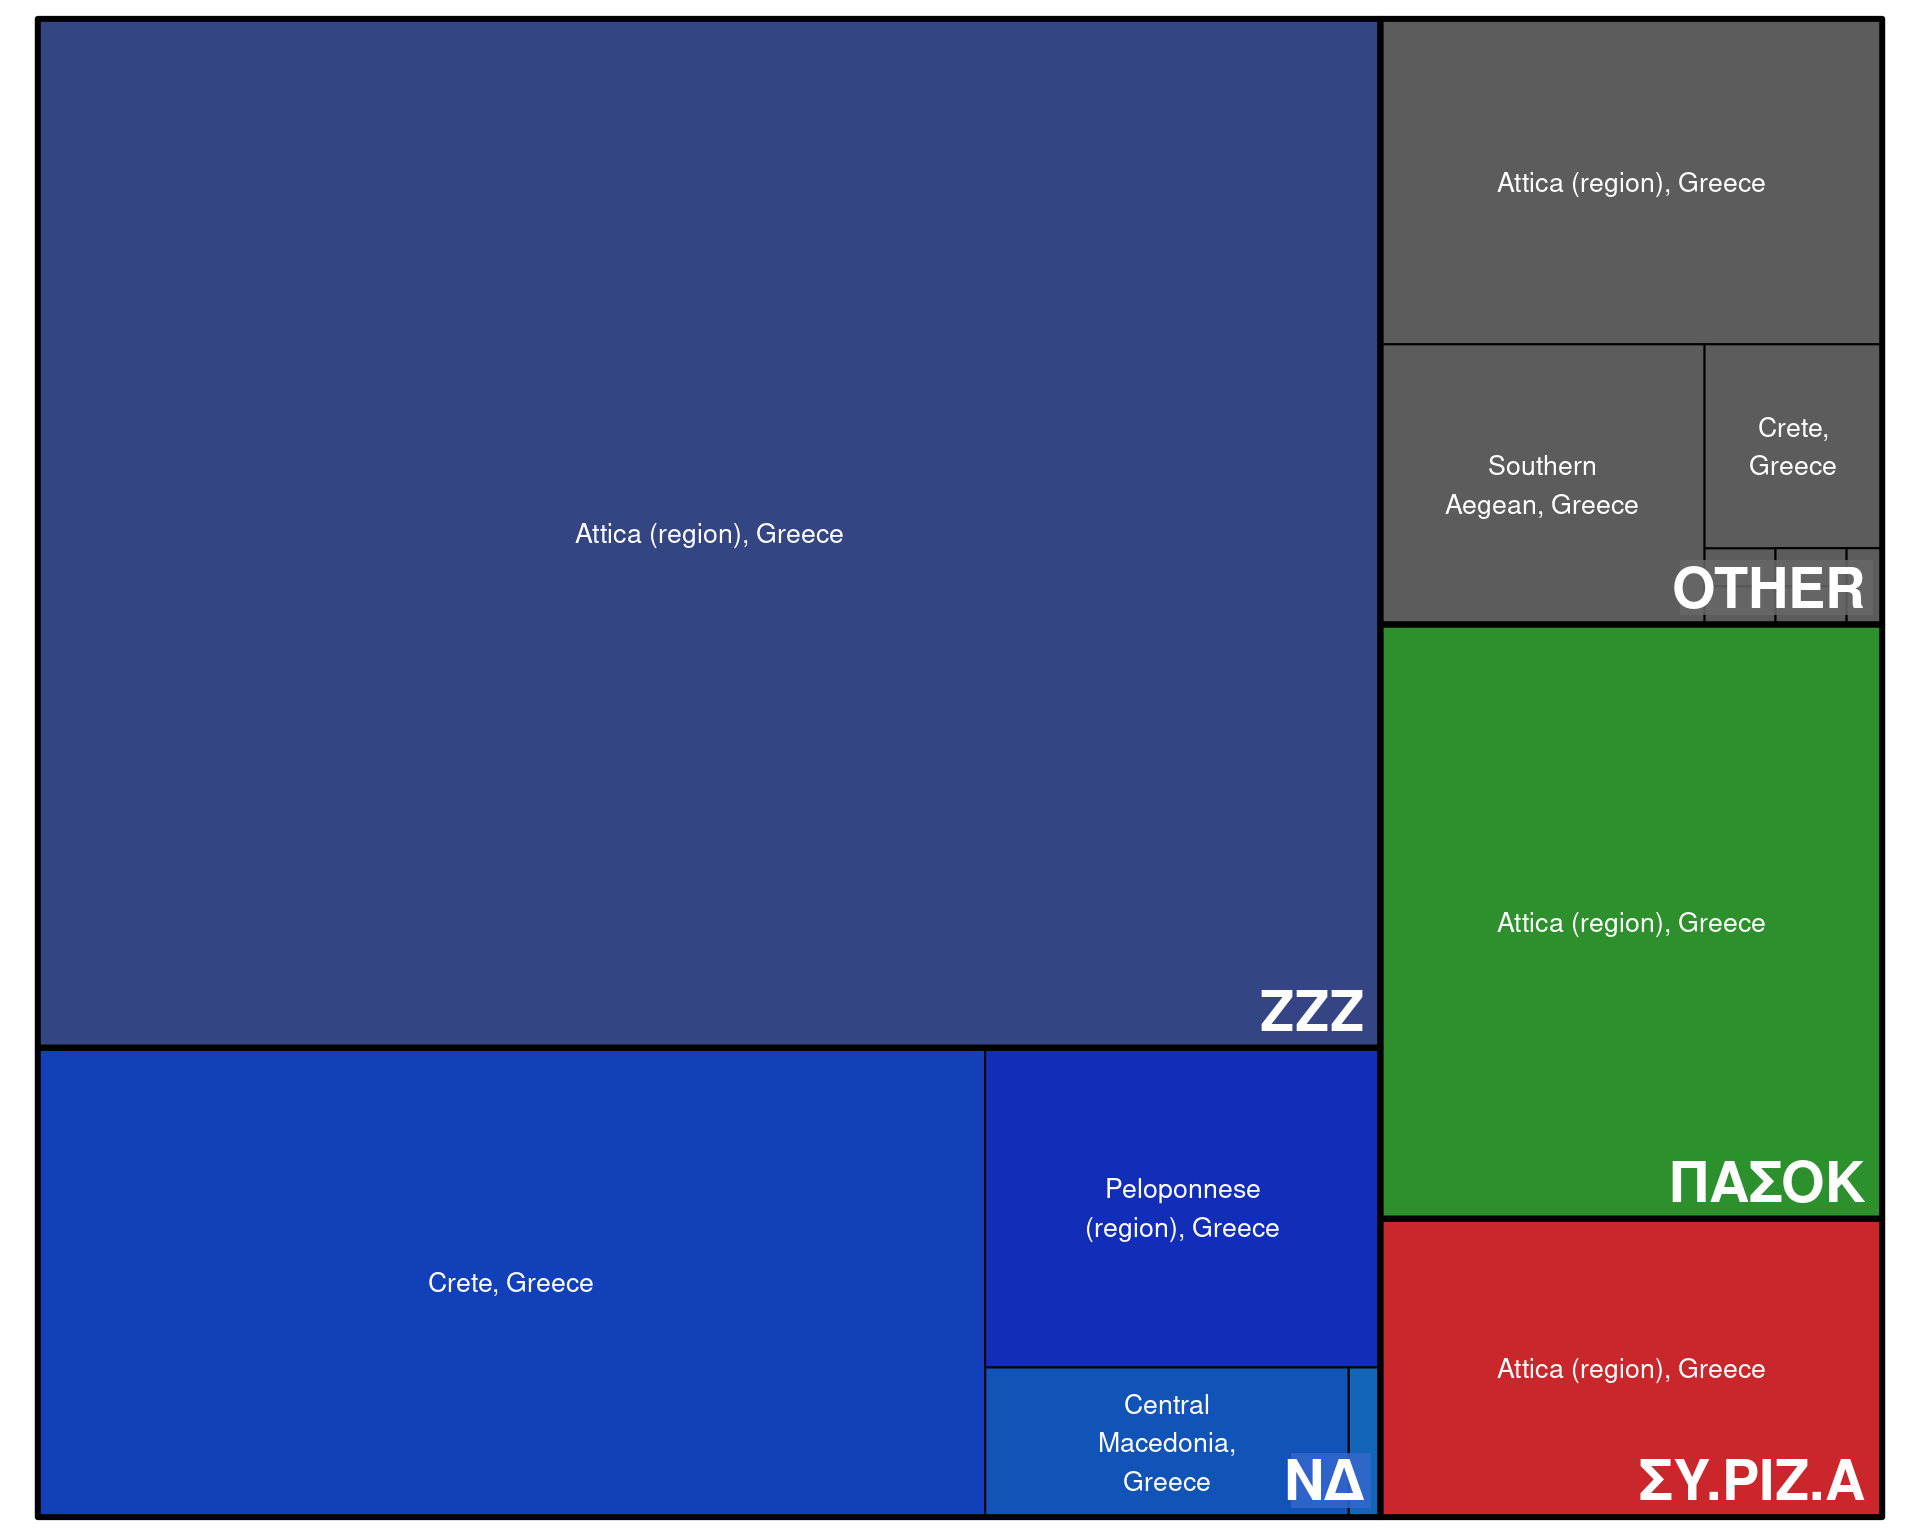 Attica (region), Greece
ZZZ
Crete, Greece
Peloponnese
(region), Greece
Central
Macedonia,
Greece
ΝΔ
Attica (region), Greece
Southern
Aegean, Greece
Crete,
Greece
OTHER
Attica (region), Greece
ΠΑΣΟΚ
Attica (region), Greece
ΣΥ.ΡΙΖ.Α